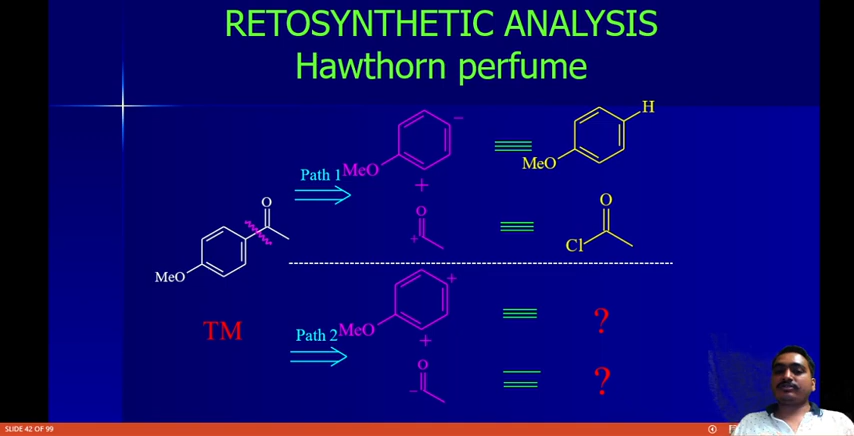 RETOSYNTHETIC ANALYSIS
Hawthorn perfume
−
H
Path 1
MeO
MeO
+
O
O
O
+
Cl
MeO
+
TM
Path 2
MeO
?
+
O
−
?
SLIDE 42 OF 99